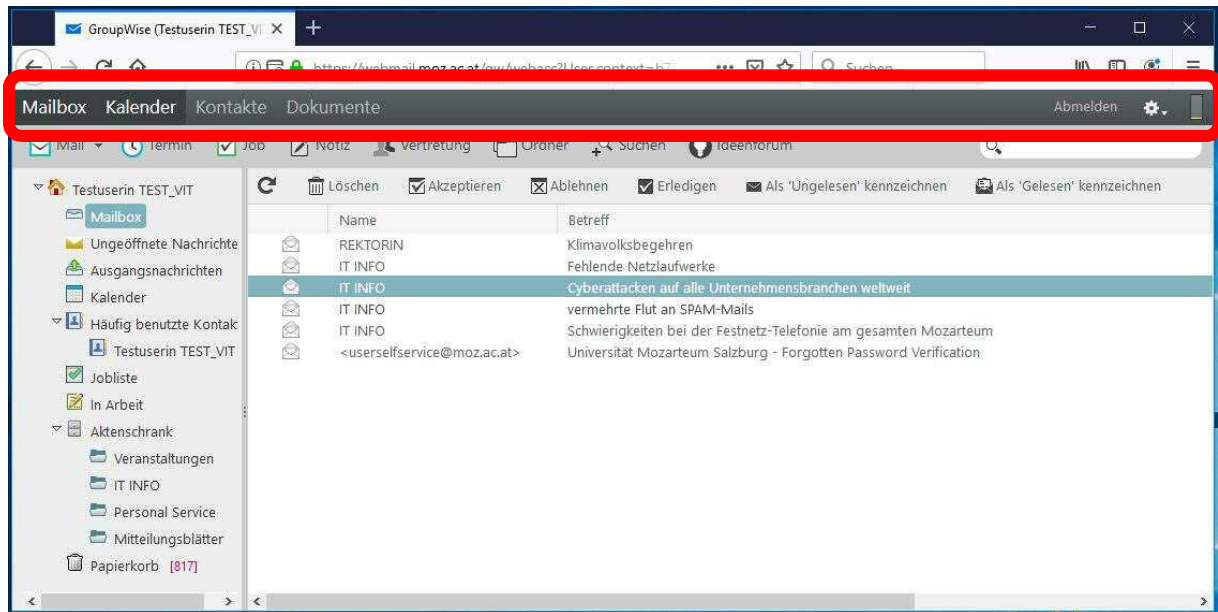 GroupWise (Testuserin TEST_VI
Suchen
Mailbox Kalender Kontakte Dokumente Abmelden
Mail Termin Job Notiz Vertretung Ordner Suchen Ideenforum
Testuserin TEST_VIT
Löschen Akzeptieren Ablehnen Erledigen Als 'Ungelesen' kennzeichnen Als 'Gelesen' kennzeichnen
Mailbox
Name Betreff
Ungeöffnete Nachrichte
REKTORIN Klimavolksbegehren
Ausgangsnachrichten
IT INFO Fehlende Netzlaufwerke
Kalender
IT INFO Cyberattacken auf alle Unternehmensbranchen weltweit
Häufig benutzte Kontak
IT INFO vermehrte Flut an SPAM-Mails
IT INFO Schwierigkeiten bei der Festnetz-Telefonie am gesamten Mozarteum
Testuserin TEST_VIT
<userselfservice@moz.ac.at> Universität Mozarteum Salzburg - Forgotten Password Verification
Jobliste
In Arbeit
Aktenschrank
Veranstaltungen
IT INFO
Personal Service
Mitteilungsblätter
Papierkorb [817]